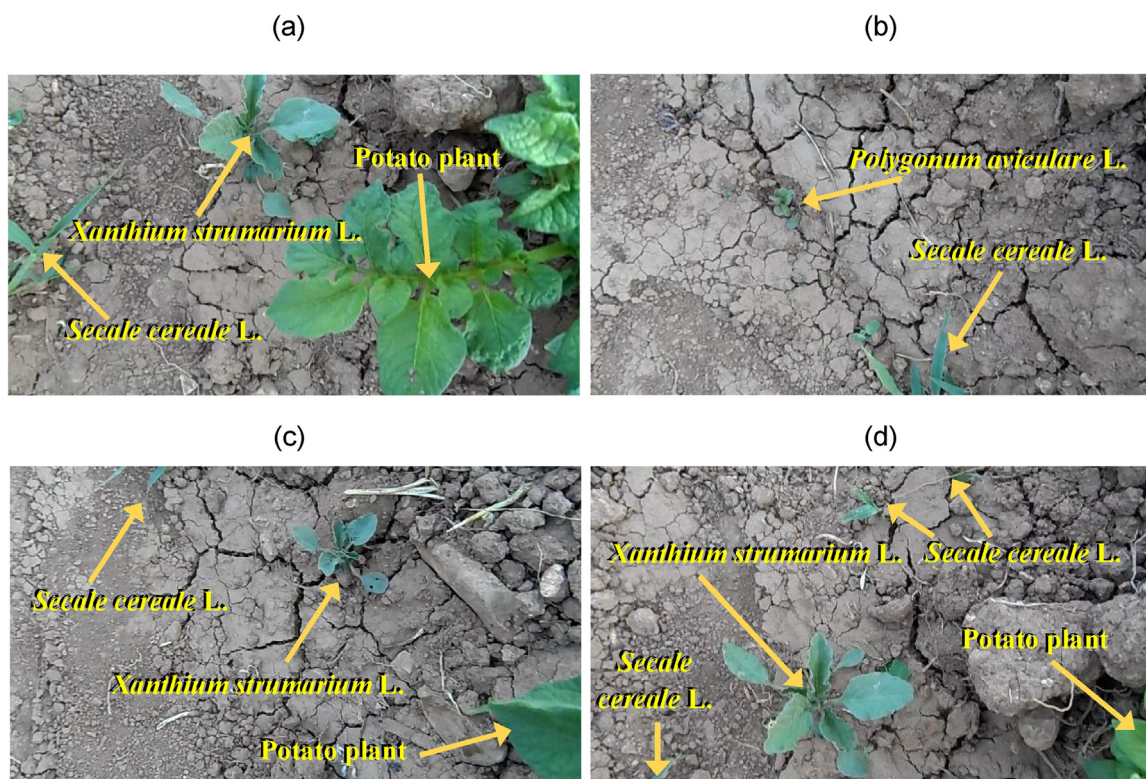 (a)
Potato plant
Xanthium strumarium L.
Secale cereale L.
(b)
Polygonum aviculare L.
Secale cereale L.
(c)
Secale cereale L.
Xanthium strumarium L.
Potato plant
(d)
Xanthium strumarium L.
Secale cereale L.
Potato plant
Secale
cereale L.